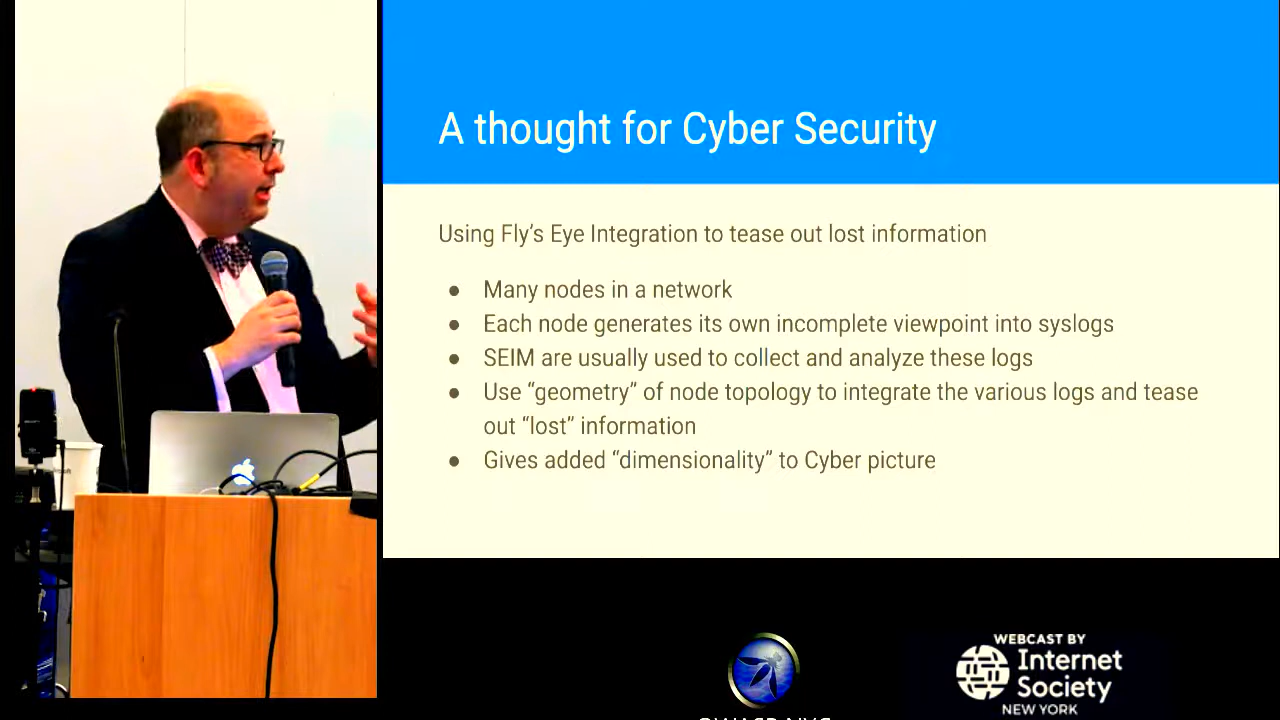 A thought for Cyber Security
Using Fly's Eye Integration to tease out lost information
● Many nodes in a network
● Each node generates its own incomplete viewpoint into syslogs
● SEIM are usually used to collect and analyze these logs
● Use “geometry” of node topology to integrate the various logs and tease
out “lost” information
● Gives added “dimensionality” to Cyber picture
WEBCAST BY
Internet
Society
NEW YORK
OWASP NYC